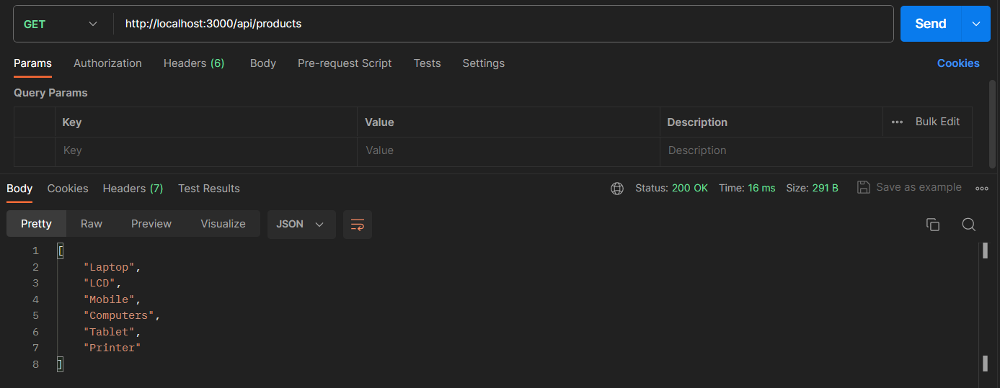 GET http://localhost:3000/api/products Send
Params Authorization Headers (6) Body Pre-request Script Tests Settings Cookies
Query Params
Key Value Description Bulk Edit
Key Value Description
Body Cookies Headers (7) Test Results Status: 200 OK Time: 16 ms Size: 291 B Save as example
Pretty Raw Preview Visualize JSON
1 [
2 "Laptop",
3 "LCD",
4 "Mobile",
5 "Computers",
6 "Tablet",
7 "Printer"
8 ]